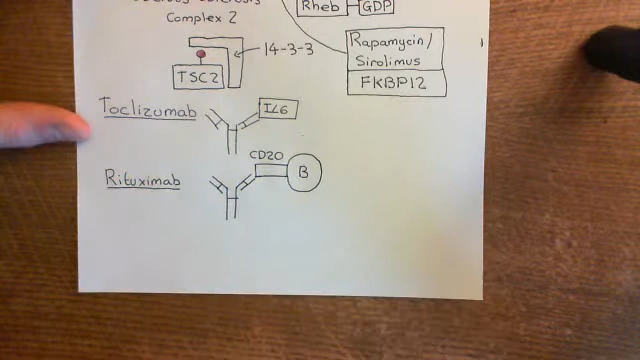 Complex 2
Rheb GDP
14-3-3
TSC2
Rapamycin/
Sirolimus
FKBP12
Toclizumab
IL6
CD20
Rituximab
B